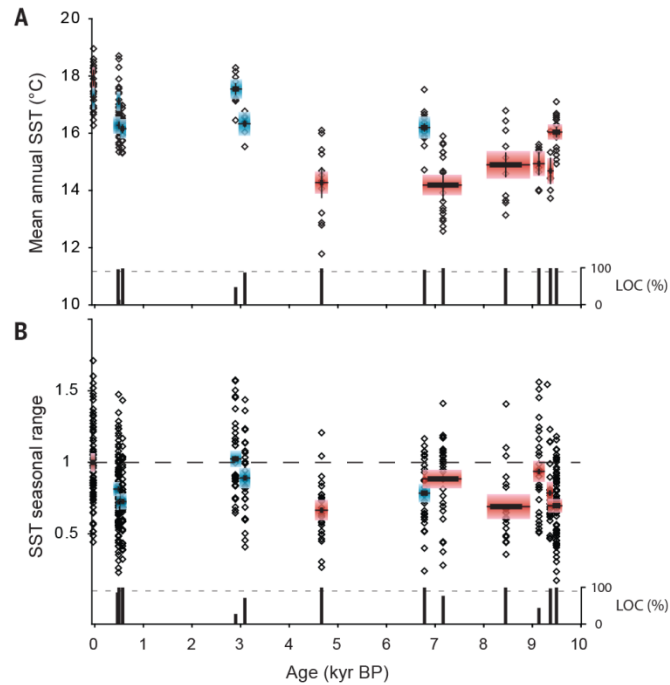 A
20
18
16
14
12
10
Mean annual SST (°C)
100
0
LOC (%)
B
1.5
1
0.5
SST seasonal range
100
0
LOC (%)
0 1 2 3 4 5 6 7 8 9 10
Age (kyr BP)